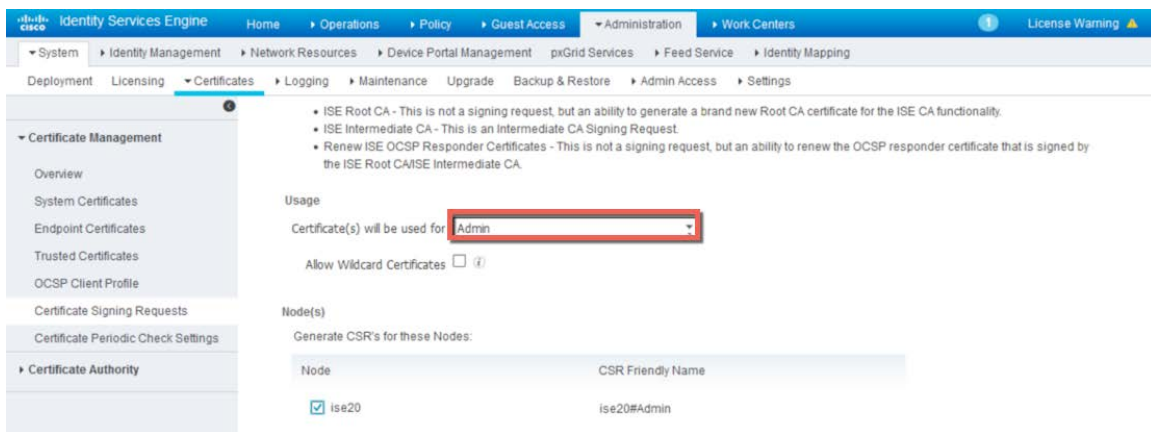 cisco Identity Services Engine Home Operations Policy Guest Access Administration Work Centers 1 License Warning
System Identity Management Network Resources Device Portal Management pxGrid Services Feed Service Identity Mapping
Deployment Licensing Certificates Logging Maintenance Upgrade Backup & Restore Admin Access Settings
Certificate Management
Overview
System Certificates
Endpoint Certificates
Trusted Certificates
OCSP Client Profile
Certificate Signing Requests
Certificate Periodic Check Settings
Certificate Authority
• ISE Root CA - This is not a signing request, but an ability to generate a brand new Root CA certificate for the ISE CA functionality.
• ISE Intermediate CA - This is an Intermediate CA Signing Request.
• Renew ISE OCSP Responder Certificates - This is not a signing request, but an ability to renew the OCSP responder certificate that is signed by
the ISE Root CA/ISE Intermediate CA.
Usage
Certificate(s) will be used for Admin
Allow Wildcard Certificates i
Node(s)
Generate CSR's for these Nodes:
Node CSR Friendly Name
ise20 ise20#Admin